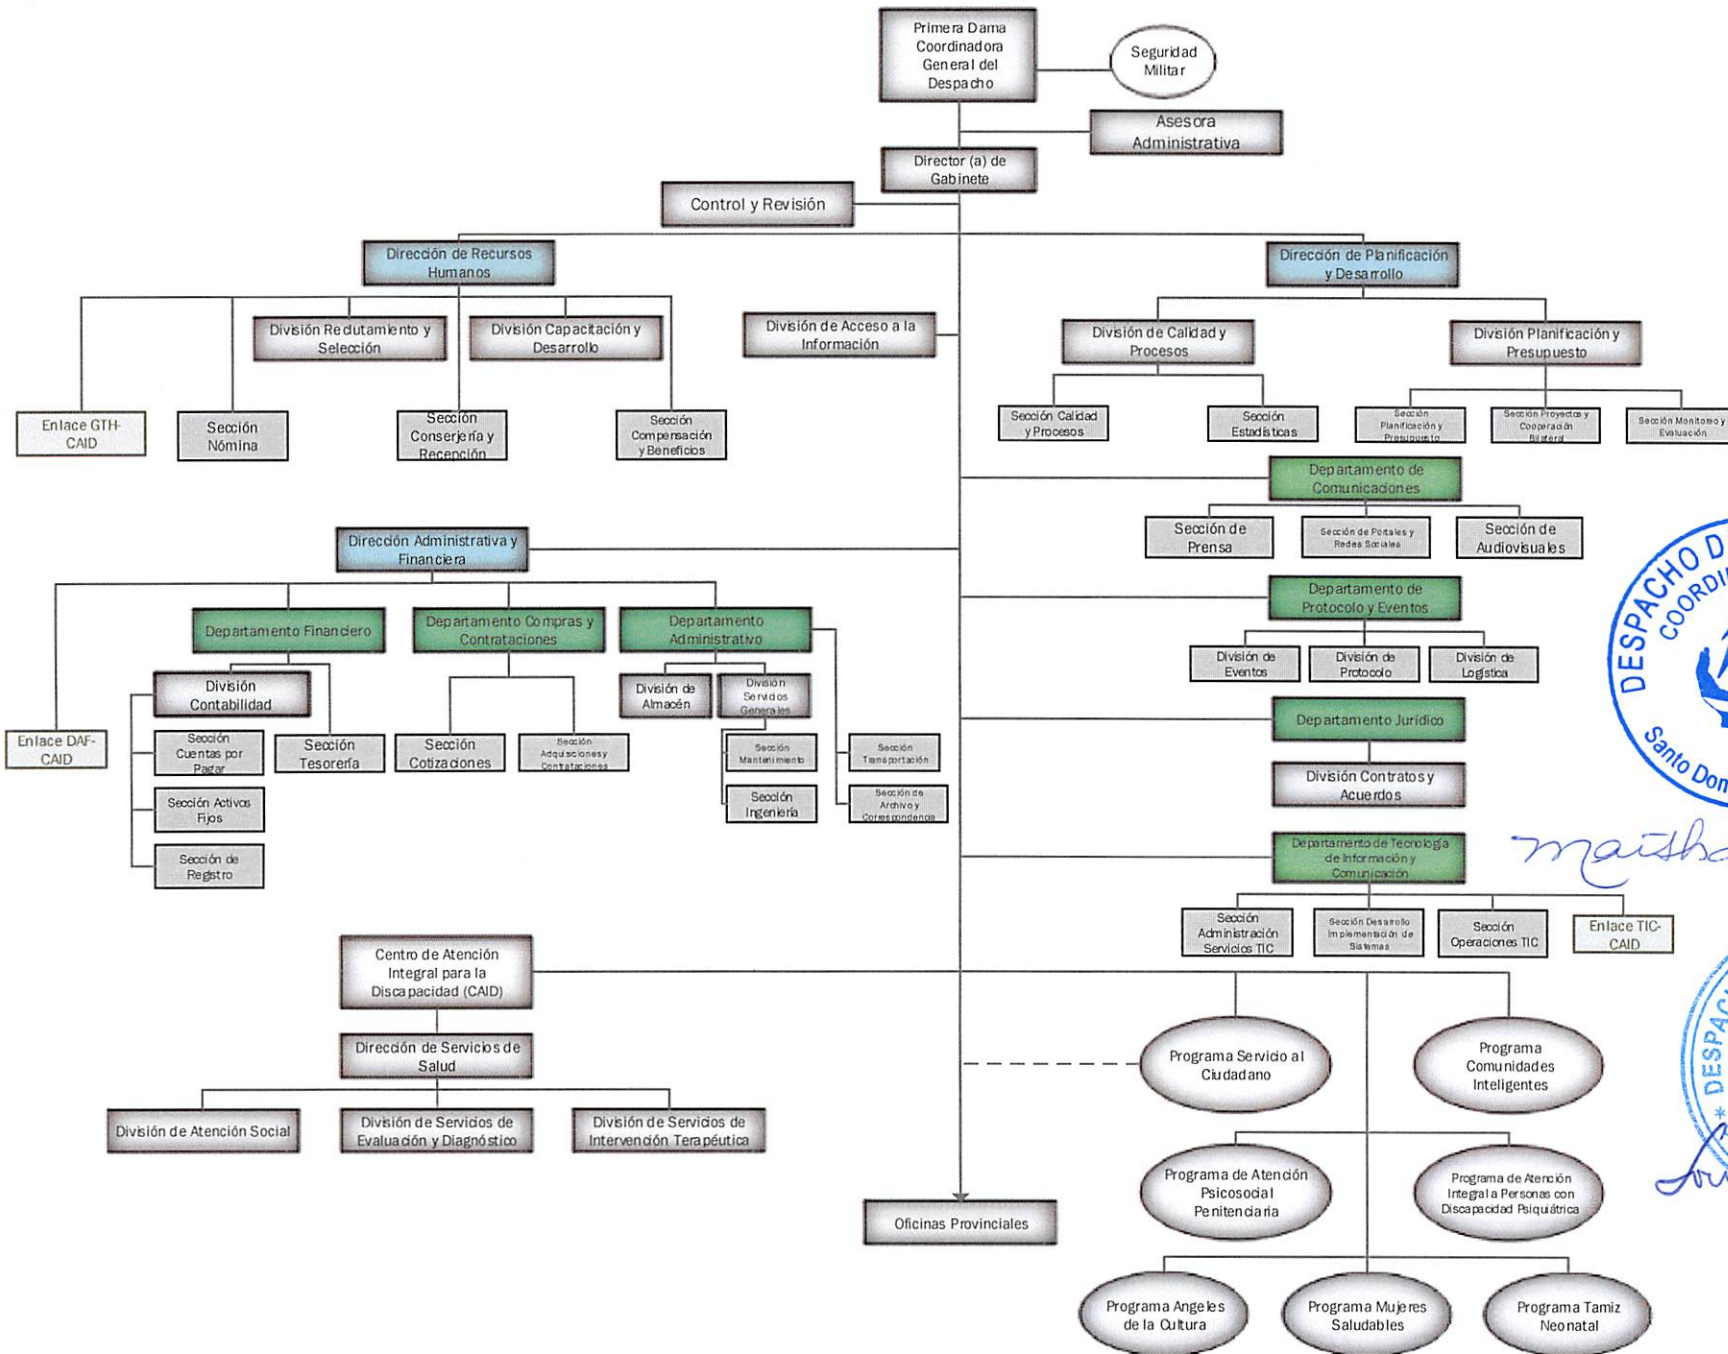 Primera Dama
Coordinadora
General del
Despacho
Seguridad
Militar
Asesora
Administrativa
Director (a) de
Gabinete
Control y Revisión
Dirección de Recursos
Humanos
Dirección de Planificación
y Desarrollo
División Reclutamiento y
Selección
División Capacitación y
Desarrollo
División de Acceso a la
Información
División de Calidad y
Procesos
División Planificación y
Presupuesto
Enlace GTH-
CAID
Sección
Nómina
Sección
Conserjería y
Recepción
Sección
Compensación
y Beneficios
Sección Calidad
y Procesos
Sección
Estadísticas
Sección
Planificación y
Presupuesto
Sección Proyectos y
Cooperación
Bilateral
Sección Monitoreo y
Evaluación
Departamento de
Comunicaciones
Sección de
Prensa
Sección de Portales y
Redes Sociales
Sección de
Audiovisuales
Dirección Administrativa y
Financiera
Departamento de
Protocolo y Eventos
División de
Eventos
División de
Protocolo
División de
Logística
Departamento Financiero
Departamento Compras y
Contrataciones
Departamento
Administrativo
División
Contabilidad
División de
Almacén
División
Servicios
Generales
Enlace DAF-
CAID
Sección
Cuentas por
Pagar
Sección
Tesorería
Sección
Cotizaciones
Sección
Adquisiciones y
Contrataciones
Sección
Mantenimiento
Sección
Transportación
Sección Activos
Fijos
Sección
Ingeniería
Sección de
Archivo y
Correspondencia
Sección de
Registro
Departamento Jurídico
División Contratos y
Acuerdos
Departamento de Tecnología
de Información y
Comunicación
Sección
Administración
Servicios TIC
Sección Desarrollo
Implementación de
Sistemas
Sección
Operaciones TIC
Enlace TIC-
CAID
Centro de Atención
Integral para la
Discapacidad (CAID)
Dirección de Servicios de
Salud
División de Atención Social
División de Servicios de
Evaluación y Diagnóstico
División de Servicios de
Intervención Terapéutica
Programa Servicio al
Ciudadano
Programa
Comunidades
Inteligentes
Programa de Atención
Psicosocial
Penitenciaria
Programa de Atención
Integral a Personas con
Discapacidad Psiquiátrica
Oficinas Provinciales
Programa Angeles
de la Cultura
Programa Mujeres
Saludables
Programa Tamiz
Neonatal
DESPACHO D
COORDI
Santo Dom
DESPAC